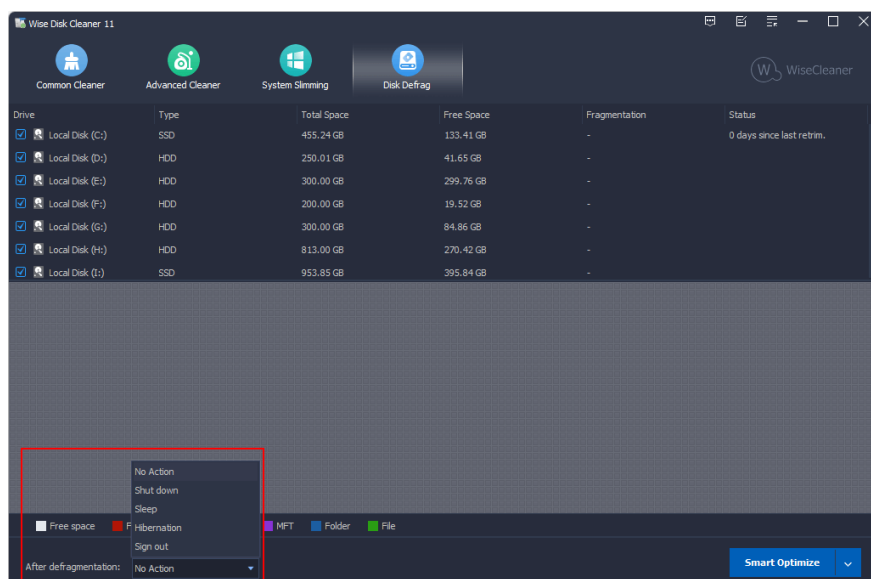 Wise Disk Cleaner 11
Common Cleaner Advanced Cleaner System Slimming Disk Defrag WiseCleaner
Drive Type Total Space Free Space Fragmentation Status
Local Disk (C:) SSD 455.24 GB 133.41 GB - 0 days since last retrim.
Local Disk (D:) HDD 250.01 GB 41.65 GB -
Local Disk (E:) HDD 300.00 GB 299.76 GB -
Local Disk (F:) HDD 200.00 GB 19.52 GB -
Local Disk (G:) HDD 300.00 GB 84.86 GB -
Local Disk (H:) HDD 813.00 GB 270.42 GB -
Local Disk (I:) SSD 953.85 GB 395.84 GB
No Action
Shut down
Sleep
Free space F Hibernation MFT Folder File
Sign out
After defragmentation: No Action Smart Optimize